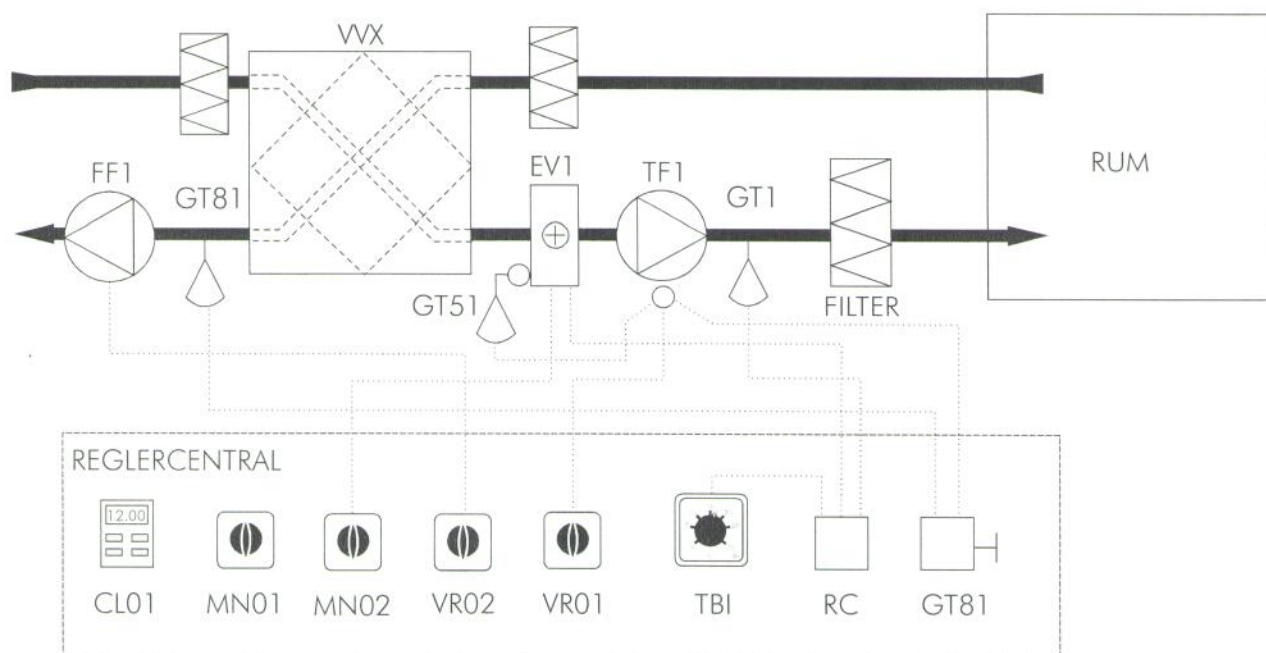 VVX
FF1
GT81
EV1
TF1
GT1
RUM
GT51
FILTER
REGLERCENTRAL
12.00
CL01
MN01
MN02
VR02
VR01
TBI
RC
GT81